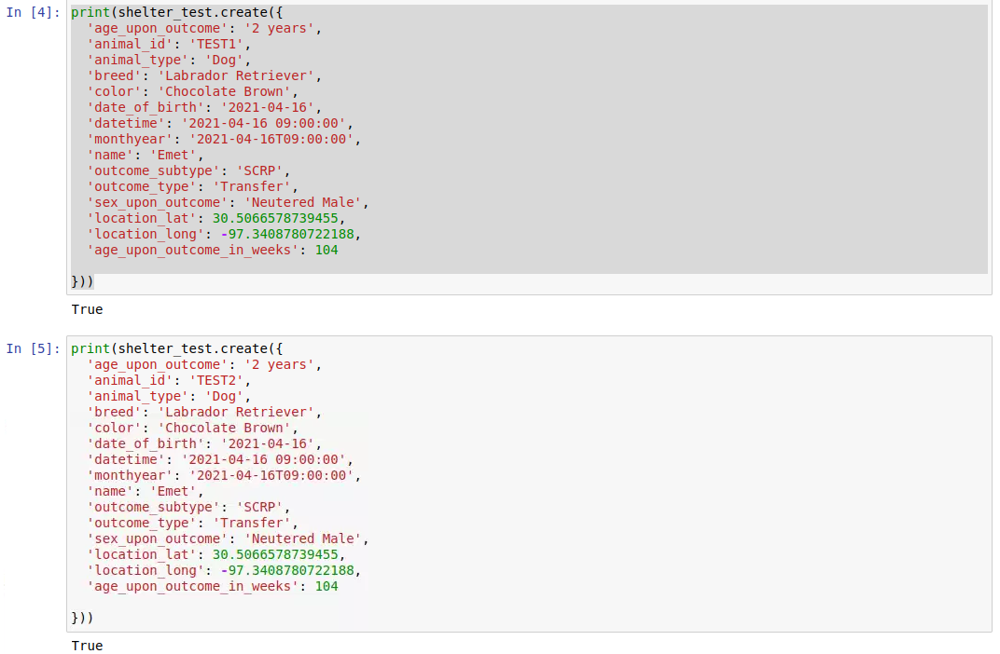 In [4]: print(shelter_test.create({
'age_upon_outcome': '2 years',
'animal_id': 'TEST1',
'animal_type': 'Dog',
'breed': 'Labrador Retriever',
'color': 'Chocolate Brown',
'date_of_birth': '2021-04-16',
'datetime': '2021-04-16 09:00:00',
'monthyear': '2021-04-16T09:00:00',
'name': 'Emet',
'outcome_subtype': 'SCRP',
'outcome_type': 'Transfer',
'sex_upon_outcome': 'Neutered Male',
'location_lat': 30.5066578739455,
'location_long': -97.3408780722188,
'age_upon_outcome_in_weeks': 104
}))
True
In [5]: print(shelter_test.create({
'age_upon_outcome': '2 years',
'animal_id': 'TEST2',
'animal_type': 'Dog',
'breed': 'Labrador Retriever',
'color': 'Chocolate Brown',
'date_of_birth': '2021-04-16',
'datetime': '2021-04-16 09:00:00',
'monthyear': '2021-04-16T09:00:00',
'name': 'Emet',
'outcome_subtype': 'SCRP',
'outcome_type': 'Transfer',
'sex_upon_outcome': 'Neutered Male',
'location_lat': 30.5066578739455,
'location_long': -97.3408780722188,
'age_upon_outcome_in_weeks': 104
}))
True